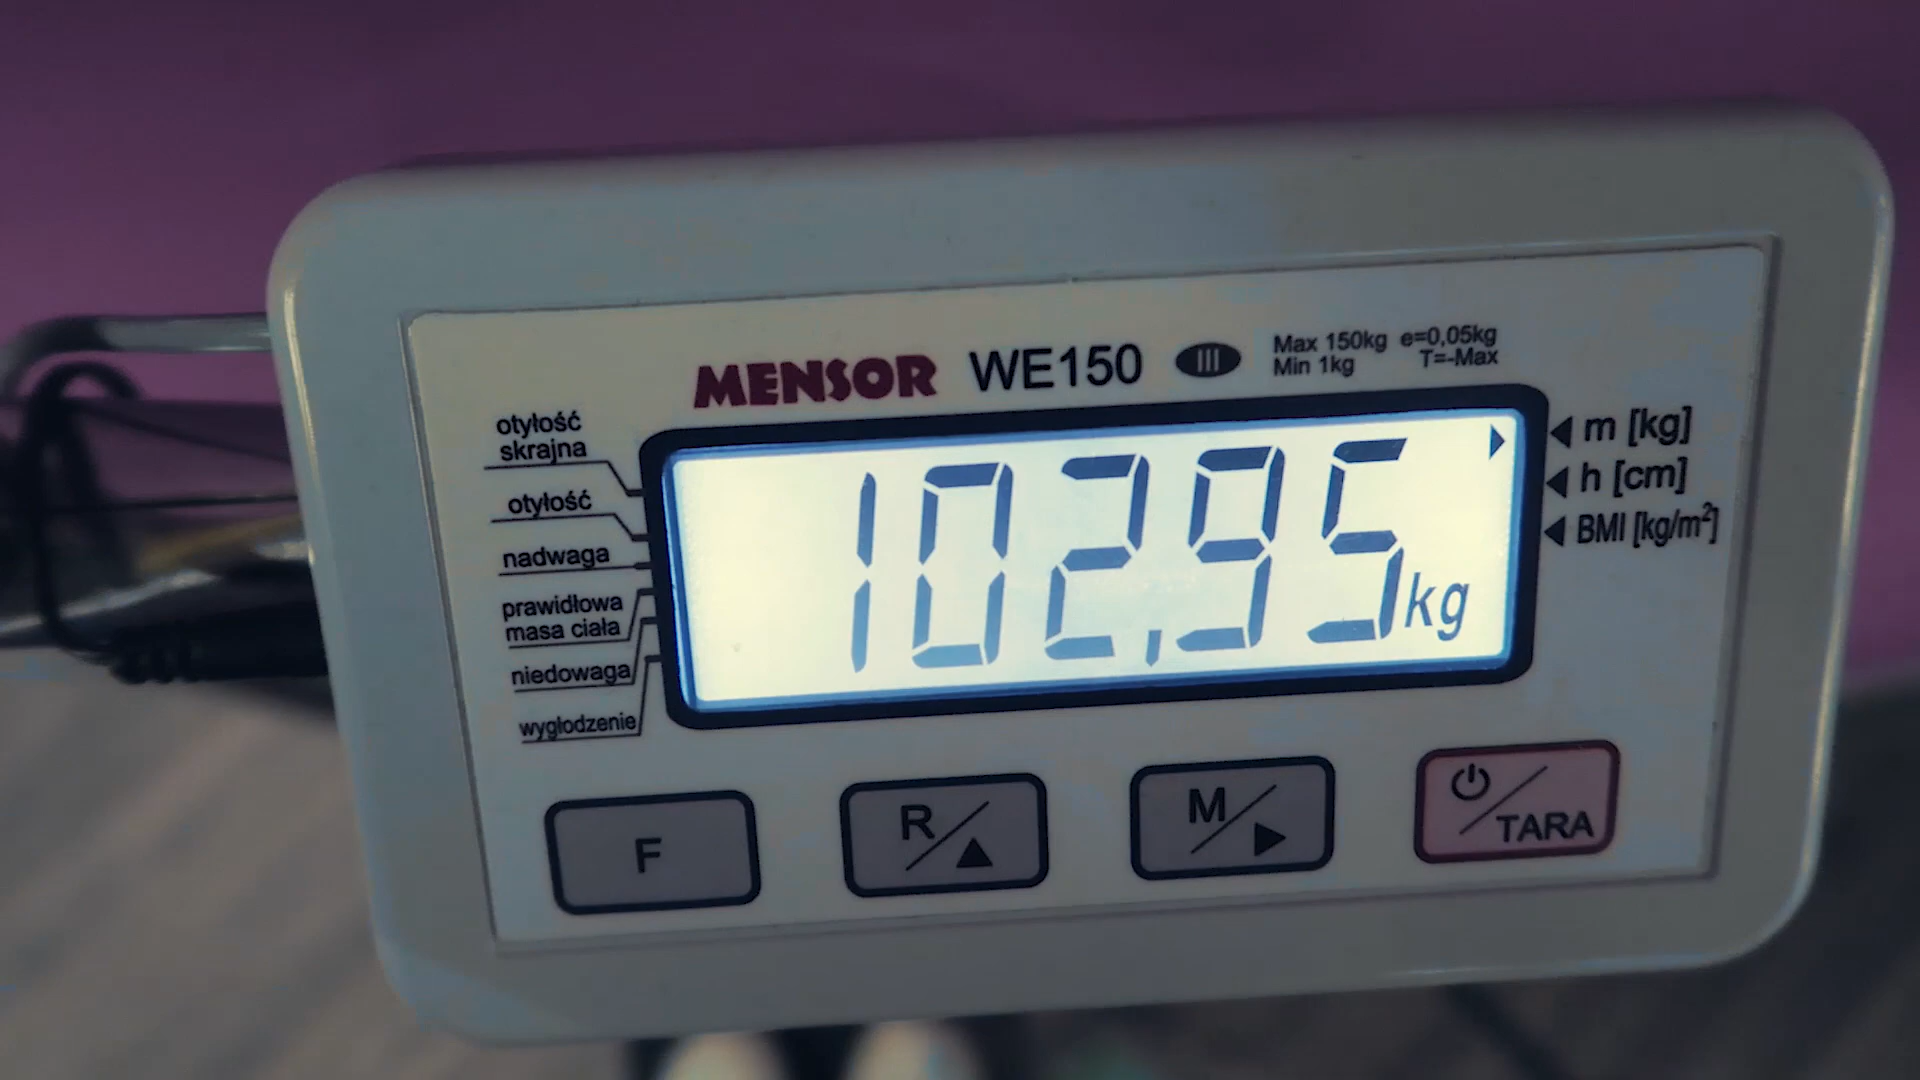 MENSOR WE150 III
Max 150kg e=0,05kg
Min 1kg T=-Max
otyłość
skrajna
otyłość
nadwaga
prawidłowa
masa ciała
niedowaga
wygłodzenie
102,95 kg
◀ m [kg]
◀ h [cm]
◀ BMI [kg/m²]
F
R/▲
M/▶
⏻/TARA